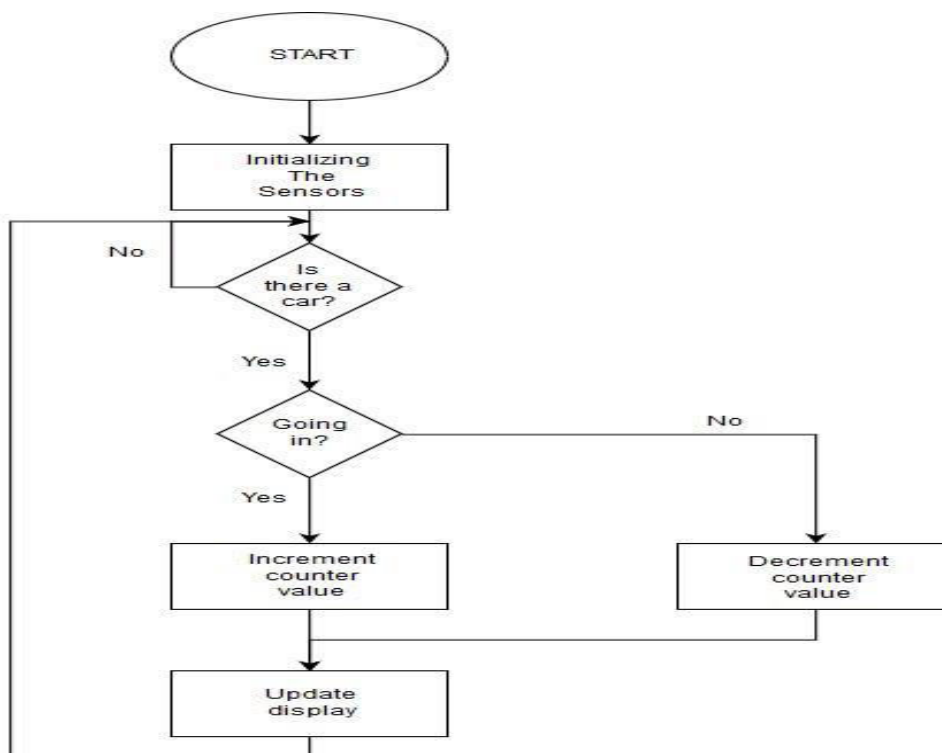 START
Initializing
The
Sensors
No
Is
there a
car?
Yes
Going
in?
No
Yes
Increment
counter
value
Decrement
counter
value
Update
display